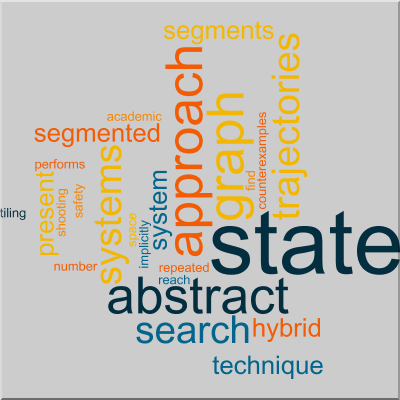 segments
approach
trajectories
graph
academic
segmented
counterexamples
performs
find
present
shooting
safety
systems
system
space
implicitly
tiling
state
number
repeated
reach
abstract
search
hybrid
technique